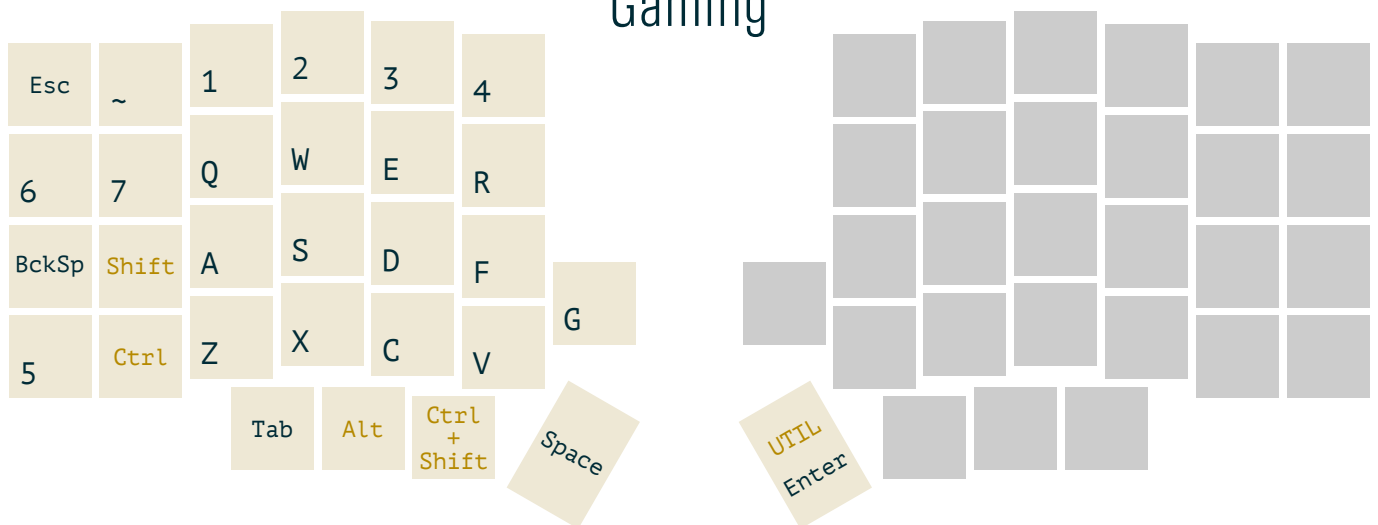 Gaming
Esc ~ 1 2 3 4
6 7 Q W E R
BckSp Shift A S D F
G
5 Ctrl Z X C V
Tab Alt Ctrl
+
Shift
Space
UTIL
Enter